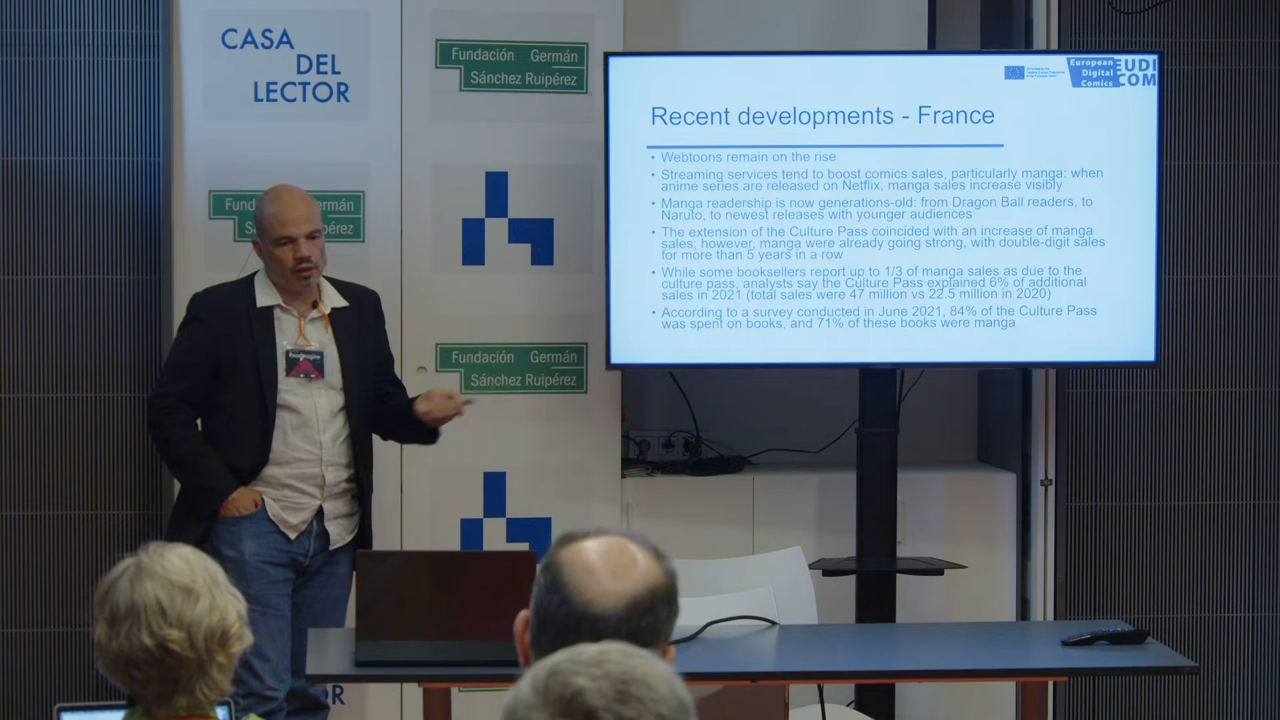 CASA
DEL
LECTOR
Fundación Germán
Sánchez Ruipérez
Fund Germán
S Ruipérez
Fundación Germán
Sánchez Ruipérez
European
Digital
Comics
EUDI
COM
Recent developments - France
• Webtoons remain on the rise
• Streaming services tend to boost comics sales, particularly manga: when
anime series are released on Netflix, manga sales increase visibly
• Manga readership is now generations-old: from Dragon Ball readers, to
Naruto, to newest releases with younger audiences
• The extension of the Culture Pass coincided with an increase of manga
sales; however, manga were already going strong, with double-digit sales
for more than 5 years in a row
• While some booksellers report up to 1/3 of manga sales as due to the
culture pass, analysts say the Culture Pass explained 6% of additional
sales in 2021 (total sales were 47 million vs 22.5 million in 2020)
• According to a survey conducted in June 2021, 84% of the Culture Pass
was spent on books, and 71% of these books were manga
OR